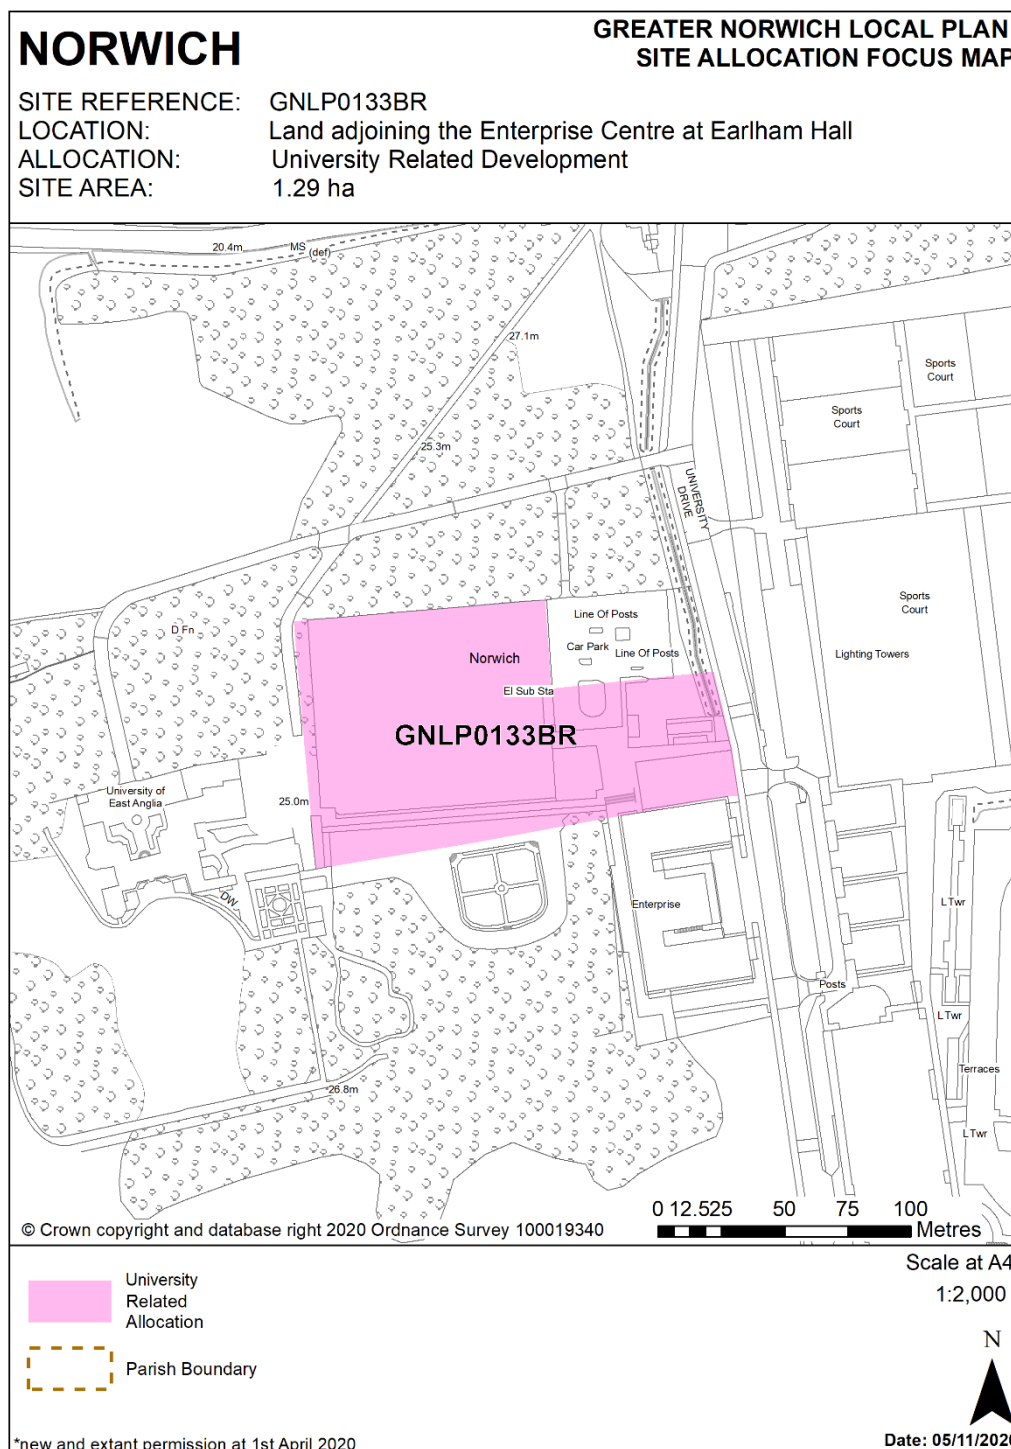 NORWICH
GREATER NORWICH LOCAL PLAN
SITE ALLOCATION FOCUS MAP
SITE REFERENCE: GNLP0133BR
LOCATION: Land adjoining the Enterprise Centre at Earlham Hall
ALLOCATION: University Related Development
SITE AREA: 1.29 ha
20.4m
MS
(def)
27.1m
Sports
Court
Sports
Court
25.3m
UNIVERSITY
DRIVE
Sports
Court
Line Of Posts
D Fn
Car Park
Line Of Posts
Norwich
Lighting Towers
El Sub Sta
GNLP0133BR
University of
East Anglia
25.0m
DW
Enterprise
L Twr
Posts
L Twr
Terraces
26.8m
L Twr
© Crown copyright and database right 2020 Ordnance Survey 100019340
0 12.525 50 75 100
Metres
University
Related
Allocation
Parish Boundary
Scale at A4
1:2,000
N
*new and extant permission at 1st April 2020
Date: 05/11/2020